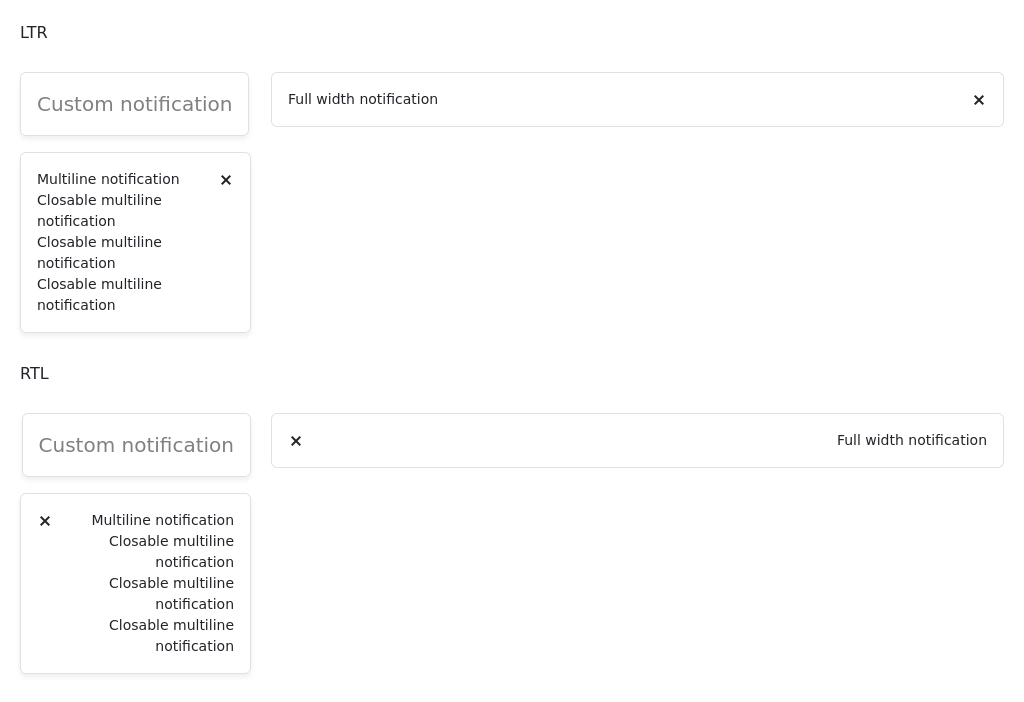 LTR
Custom notification
Full width notification
Multiline notification
Closable multiline
notification
Closable multiline
notification
Closable multiline
notification
RTL
Custom notification
Full width notification
Multiline notification
Closable multiline
notification
Closable multiline
notification
Closable multiline
notification